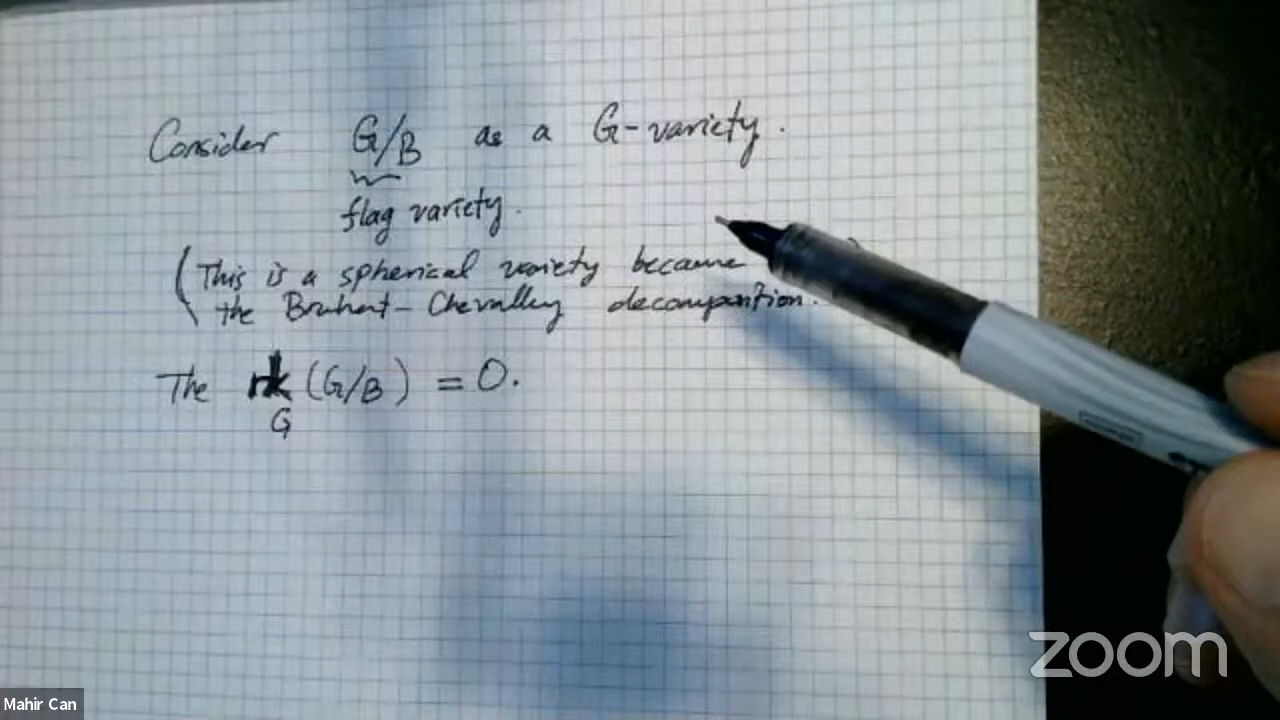 Consider G/B as a G-variety.
flag variety.
(This is a spherical variety because
the Bruhat-Chevalley decomposition.
The rk_G (G/B) = 0.
zoom
Mahir Can